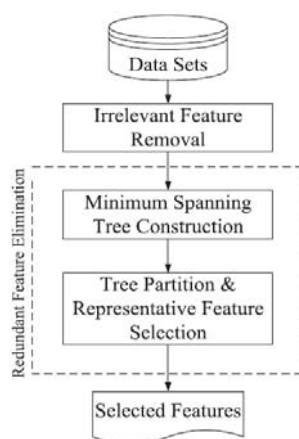 Data Sets
Irrelevant Feature
Removal
Redundant Feature Elimination
Minimum Spanning
Tree Construction
Tree Partition &
Representative Feature
Selection
Selected Features